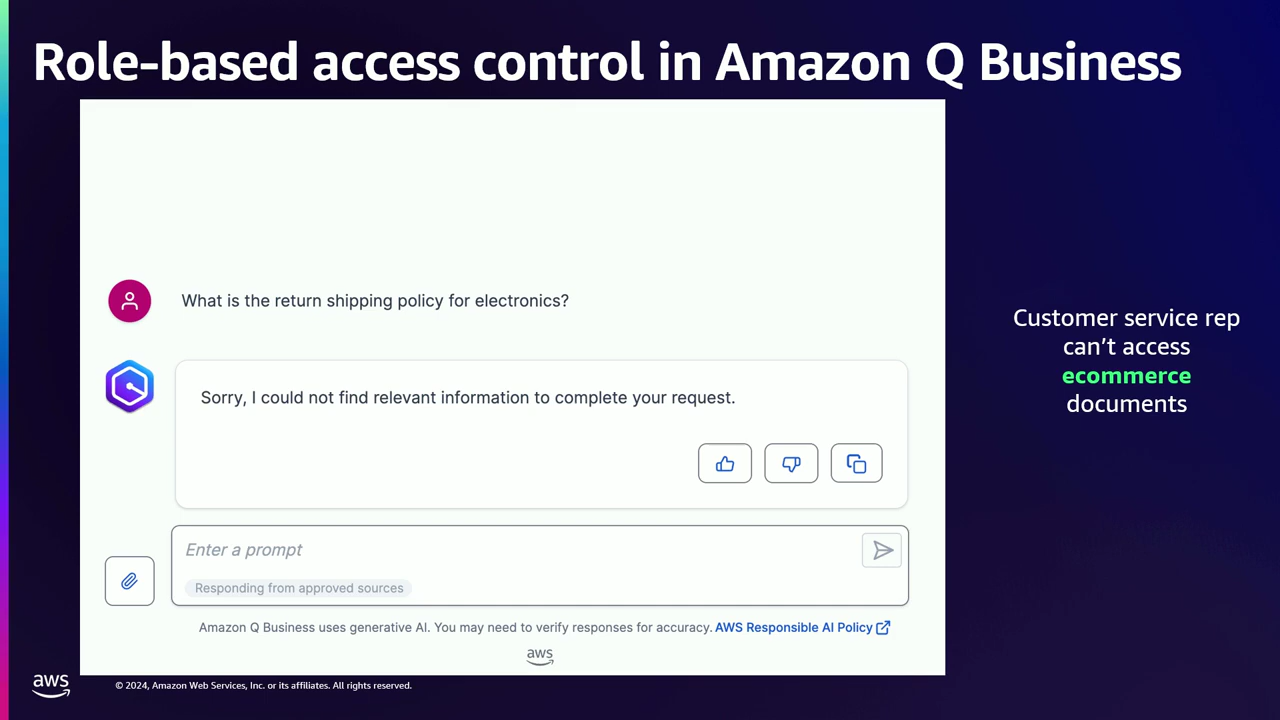 Role-based access control in Amazon Q Business
What is the return shipping policy for electronics?
Sorry, I could not find relevant information to complete your request.
Enter a prompt
Responding from approved sources
Amazon Q Business uses generative AI. You may need to verify responses for accuracy. AWS Responsible AI Policy
aws
Customer service rep
can’t access
ecommerce
documents
aws
© 2024, Amazon Web Services, Inc. or its affiliates. All rights reserved.